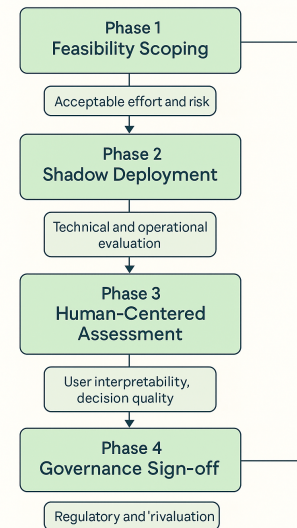 Phase 1
Feasibility Scoping
Acceptable effort and risk
Phase 2
Shadow Deployment
Technical and operational
evaluation
Phase 3
Human-Centered
Assessment
User interpretability,
decision quality
Phase 4
Governance Sign-off
Regulatory and 'rivaluation